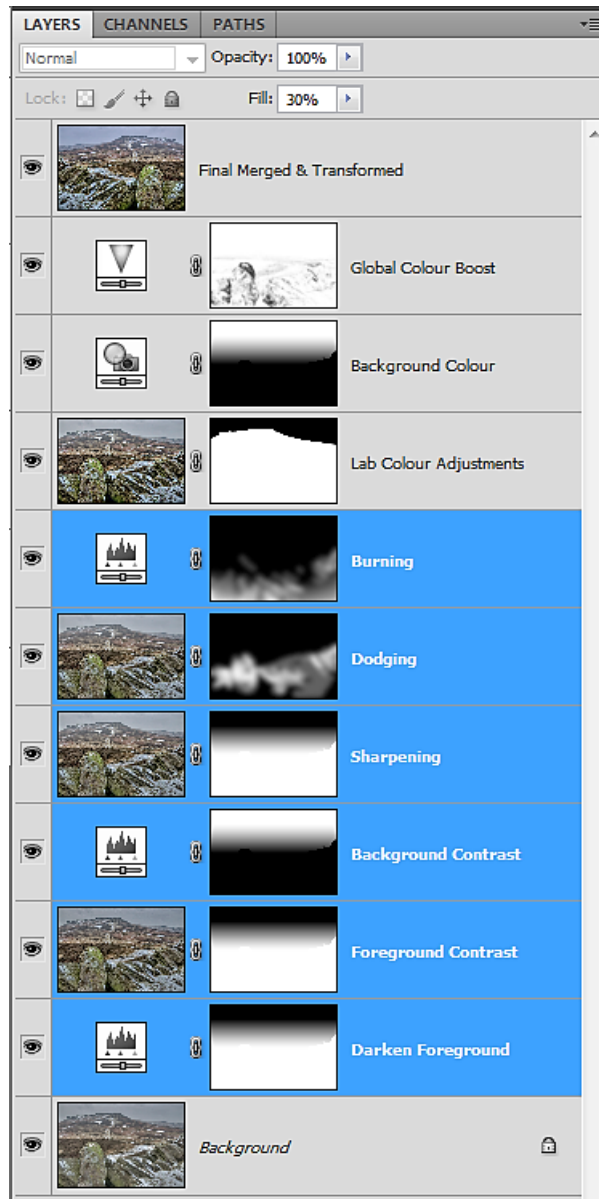 LAYERS CHANNELS PATHS
Normal Opacity: 100%
Lock: Fill: 30%
Final Merged & Transformed
Global Colour Boost
Background Colour
Lab Colour Adjustments
Burning
Dodging
Sharpening
Background Contrast
Foreground Contrast
Darken Foreground
Background